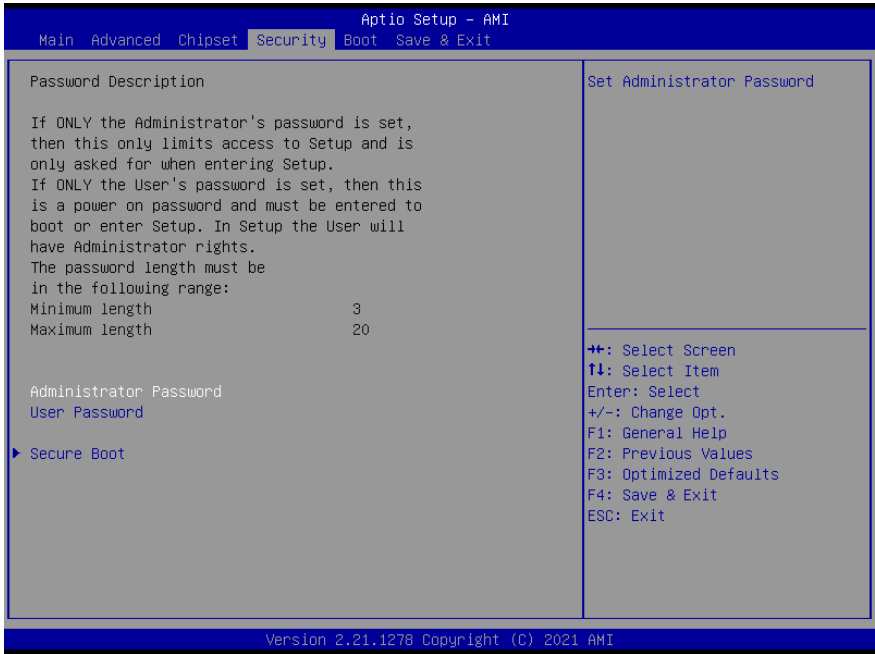 Aptio Setup – AMI
Main Advanced Chipset Security Boot Save & Exit
Password Description
If ONLY the Administrator's password is set,
then this only limits access to Setup and is
only asked for when entering Setup.
If ONLY the User's password is set, then this
is a power on password and must be entered to
boot or enter Setup. In Setup the User will
have Administrator rights.
The password length must be
in the following range:
Minimum length 3
Maximum length 20
Administrator Password
User Password
Secure Boot
Set Administrator Password
→←: Select Screen
↑↓: Select Item
Enter: Select
+/-: Change Opt.
F1: General Help
F2: Previous Values
F3: Optimized Defaults
F4: Save & Exit
ESC: Exit
Version 2.21.1278 Copyright (C) 2021 AMI